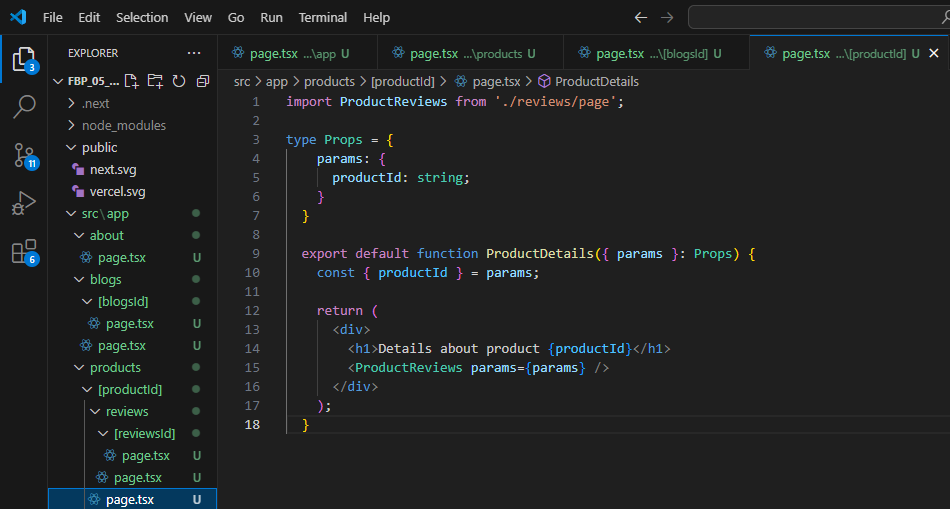 File Edit Selection View Go Run Terminal Help
EXPLORER
page.tsx ...\app U
page.tsx ...\products U
page.tsx ...\[blogsId] U
page.tsx ...\[productId] U
3
FBP_05_...
src > app > products > [productId] > page.tsx > ProductDetails
.next
node_modules
public
next.svg
11
vercel.svg
src\app
about
6
page.tsx U
blogs
[blogsId]
page.tsx U
page.tsx U
products
[productId]
reviews
[reviewsId]
page.tsx U
page.tsx U
page.tsx U
1 import ProductReviews from './reviews/page';
2
3 type Props = {
4 params: {
5 productId: string;
6 }
7 }
8
9 export default function ProductDetails({ params }: Props) {
10 const { productId } = params;
11
12 return (
13 <div>
14 <h1>Details about product {productId}</h1>
15 <ProductReviews params={params} />
16 </div>
17 );
18 }